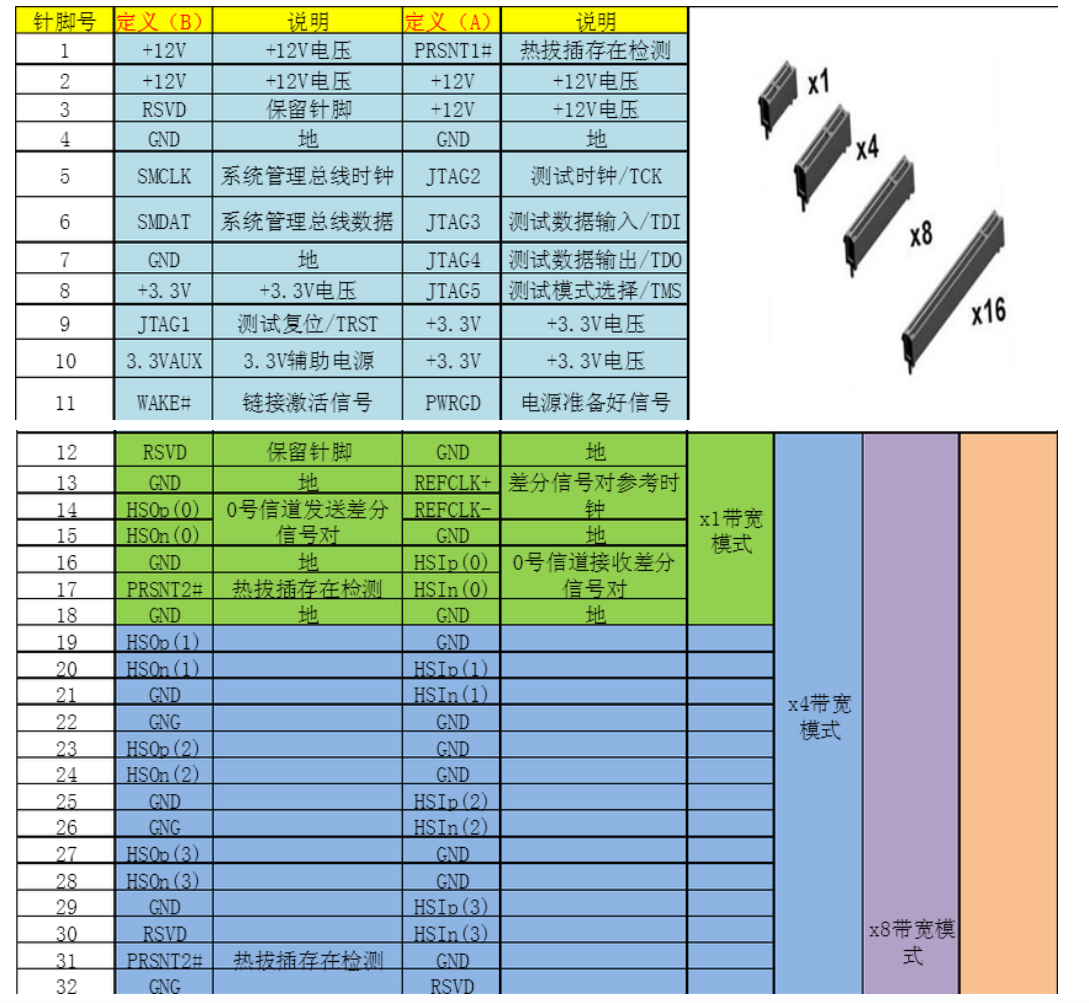 针脚号 定义（B） 说明 定义（A） 说明
1 +12V +12V电压 PRSNT1# 热拔插存在检测
2 +12V +12V电压 +12V +12V电压
3 RSVD 保留针脚 +12V +12V电压
4 GND 地 GND 地
5 SMCLK 系统管理总线时钟 JTAG2 测试时钟/TCK
6 SMDAT 系统管理总线数据 JTAG3 测试数据输入/TDI
7 GND 地 JTAG4 测试数据输出/TDO
8 +3.3V +3.3V电压 JTAG5 测试模式选择/TMS
9 JTAG1 测试复位/TRST +3.3V +3.3V电压
10 3.3VAUX 3.3V辅助电源 +3.3V +3.3V电压
11 WAKE# 链接激活信号 PWRGD 电源准备好信号
x1
x4
x8
x16
12 RSVD 保留针脚 GND 地
13 GND 地 REFCLK+ 差分信号对参考时
14 HSOp(0) 0号信道发送差分 REFCLK- 钟
15 HSOn(0) 信号对 GND 地
16 GND 地 HSIp(0) 0号信道接收差分
17 PRSNT2# 热拔插存在检测 HSIn(0) 信号对
18 GND 地 GND 地
x1带宽
模式
19 HSOp(1) GND
20 HSOn(1) HSIp(1)
21 GND HSIn(1)
22 GNG GND
23 HSOp(2) GND
24 HSOn(2) GND
25 GND HSIp(2)
26 GNG HSIn(2)
27 HSOp(3) GND
28 HSOn(3) GND
29 GND HSIp(3)
30 RSVD HSIn(3)
31 PRSNT2# 热拔插存在检测 GND
32 GNG RSVD
x4带宽
模式
x8带宽模
式